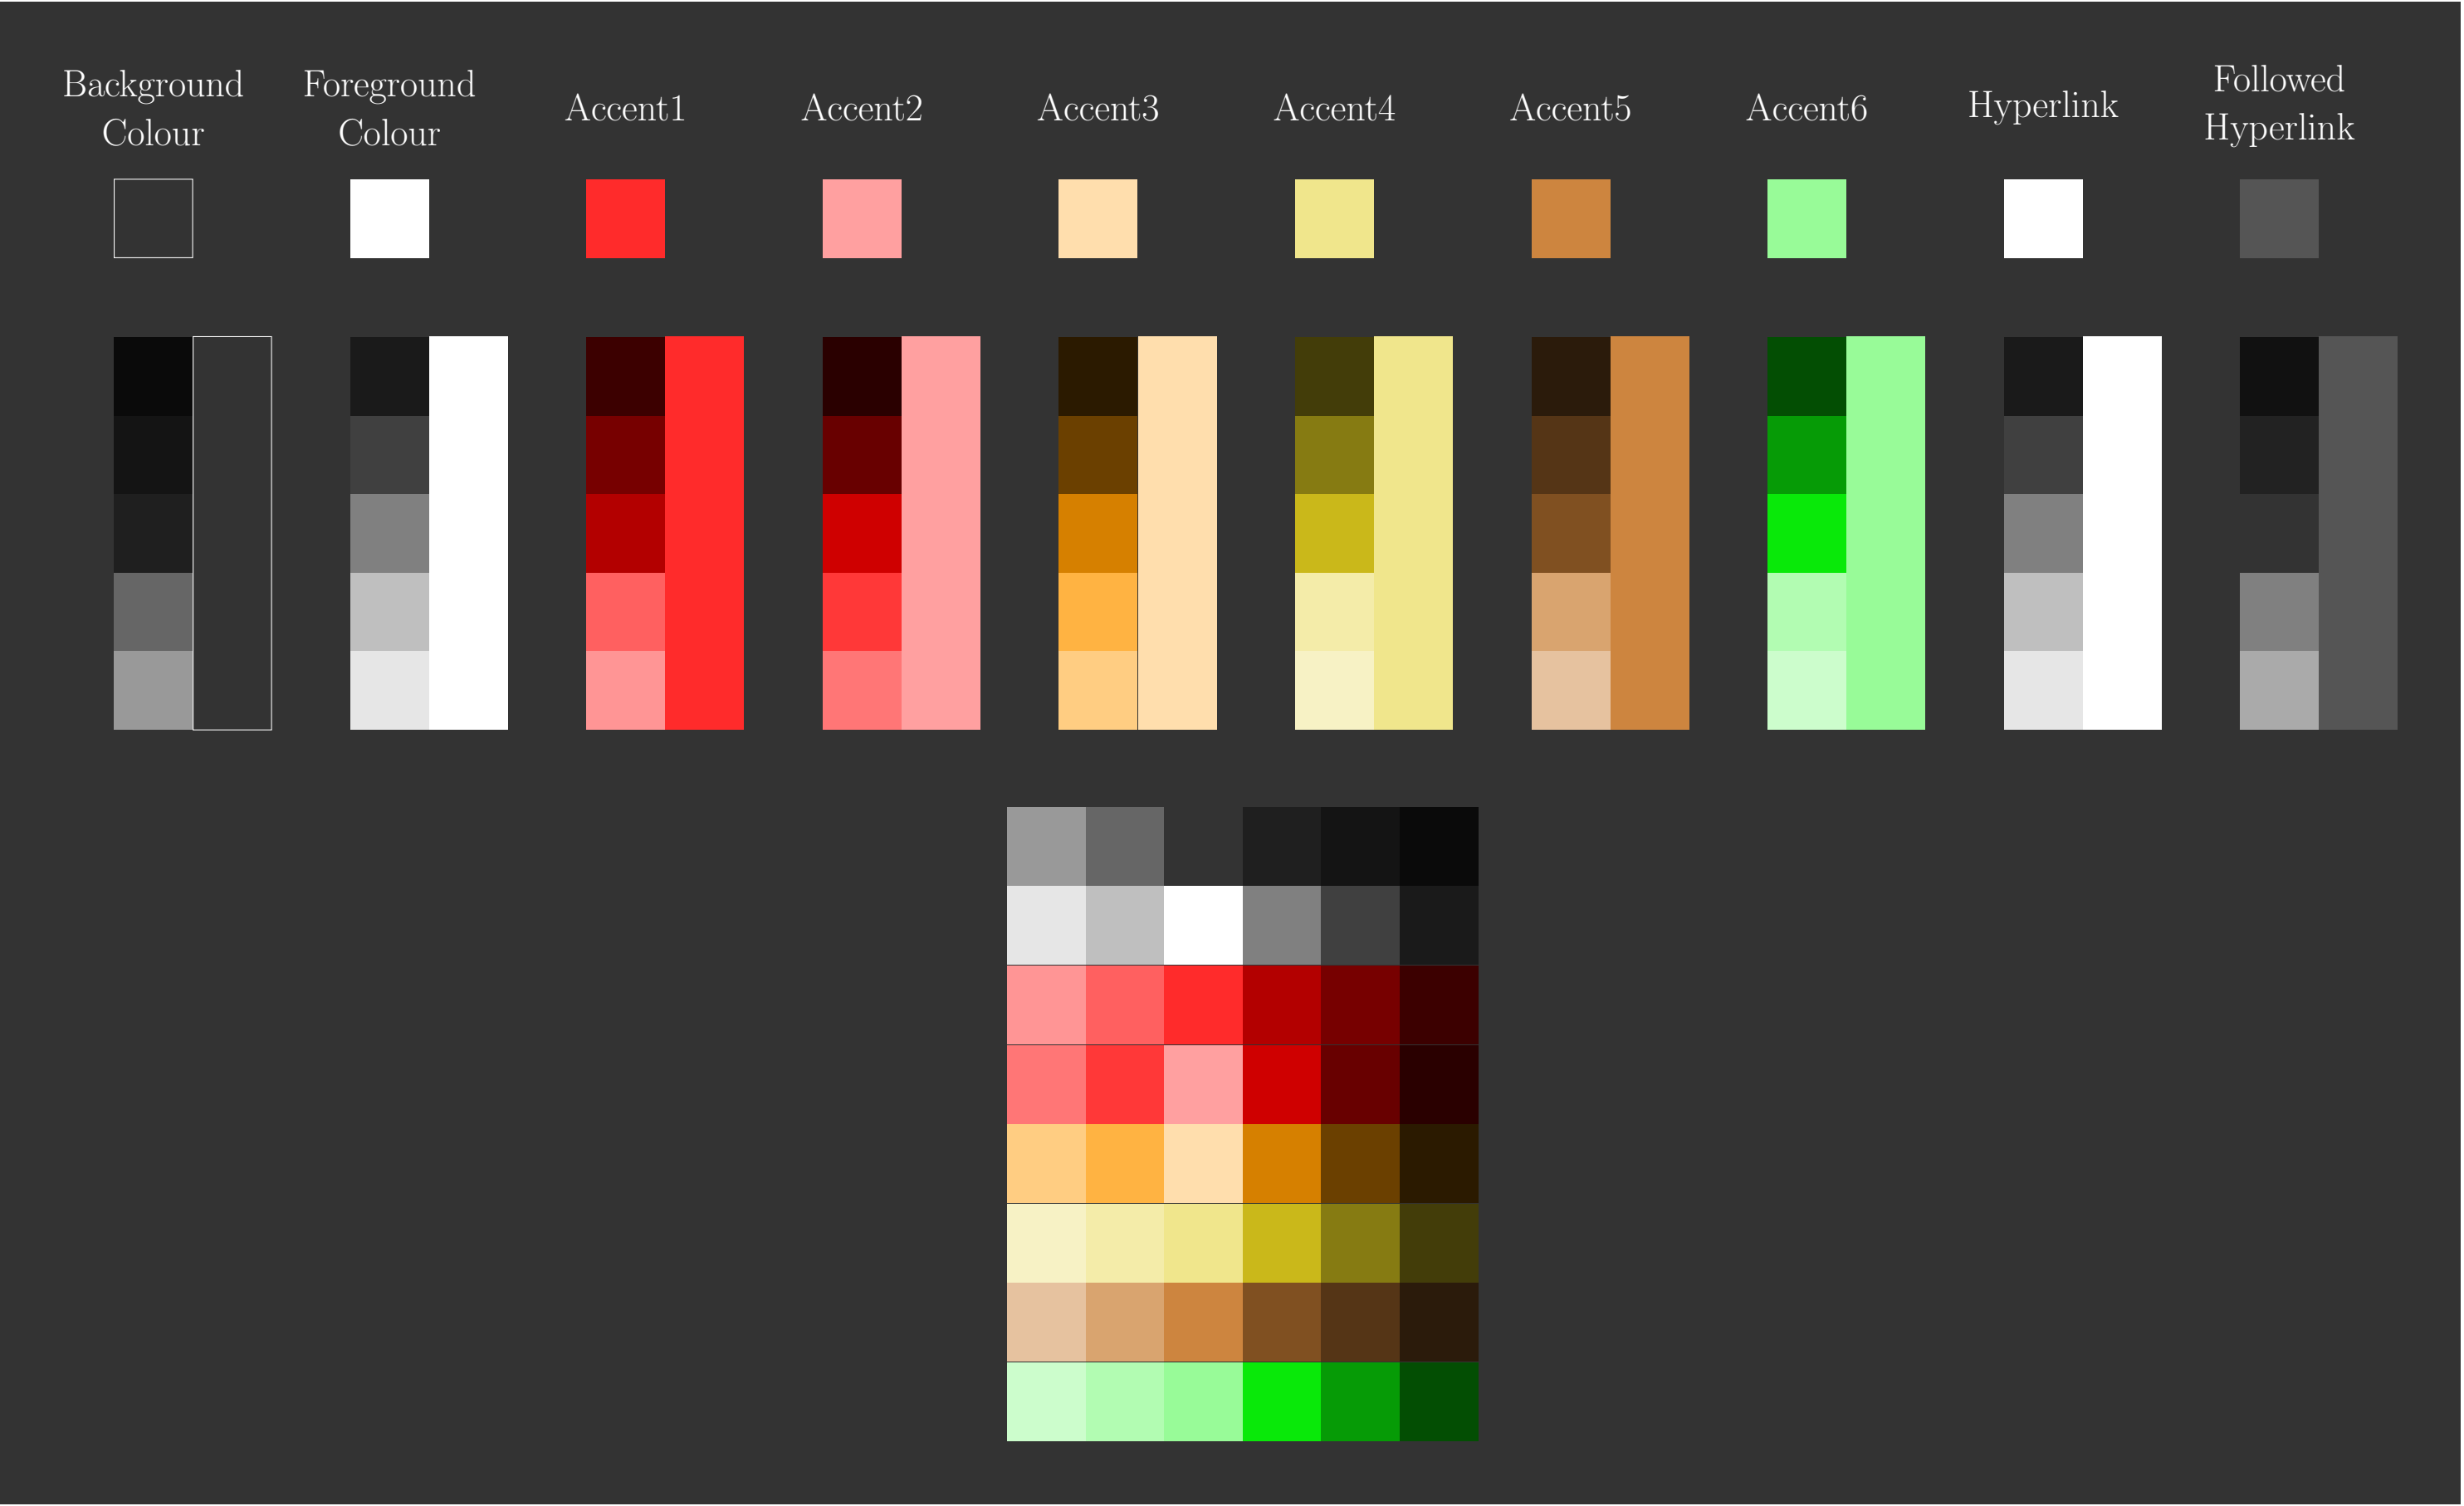 Background
Colour
Foreground
Colour
Accent1
Accent2
Accent3
Accent4
Accent5
Accent6
Hyperlink
Followed
Hyperlink